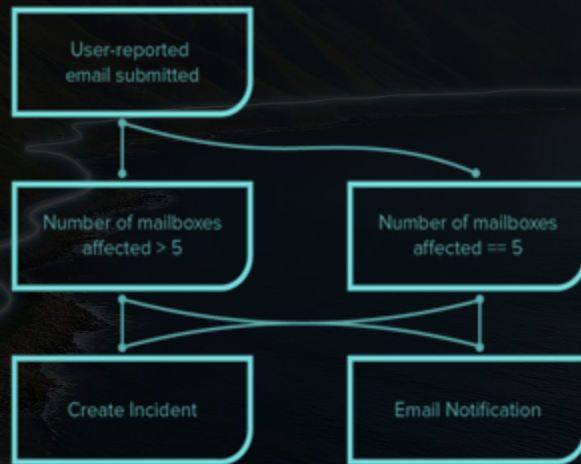 User-reported
email submitted
Number of mailboxes
affected > 5
Number of mailboxes
affected == 5
Create Incident
Email Notification